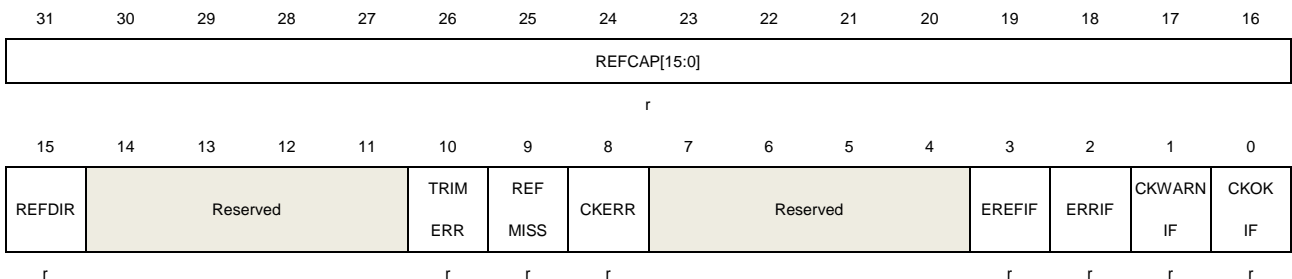 31 30 29 28 27 26 25 24 23 22 21 20 19 18 17 16
REFCAP[15:0]
r
15 14 13 12 11 10 9 8 7 6 5 4 3 2 1 0
REFDIR Reserved TRIM ERR REF MISS CKERR Reserved EREFIF ERRIF CKWARN IF CKOK IF
r r r r r r r r